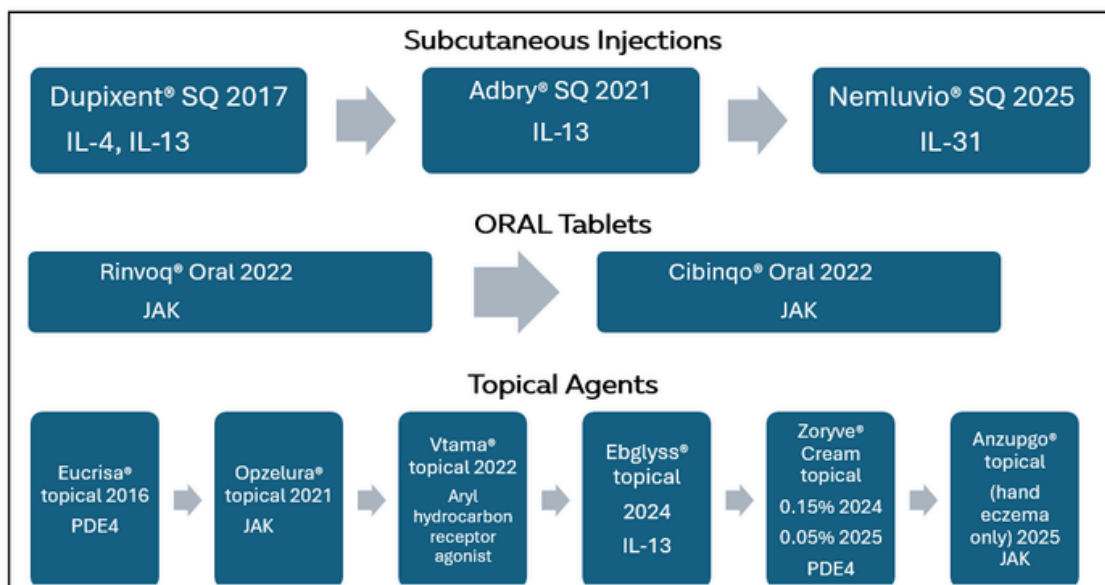 Subcutaneous Injections
Dupixent® SQ 2017
IL-4, IL-13
Adbry® SQ 2021
IL-13
Nemluvio® SQ 2025
IL-31
ORAL Tablets
Rinvoq® Oral 2022
JAK
Cibinqo® Oral 2022
JAK
Topical Agents
Eucrisa®
topical 2016
PDE4
Opzelura®
topical 2021
JAK
Vtama®
topical 2022
Aryl
hydrocarbon
receptor
agonist
Ebglyss®
topical
2024
IL-13
Zoryve®
Cream
topical
0.15% 2024
0.05% 2025
PDE4
Anzupgo®
topical
(hand
eczema
only) 2025
JAK